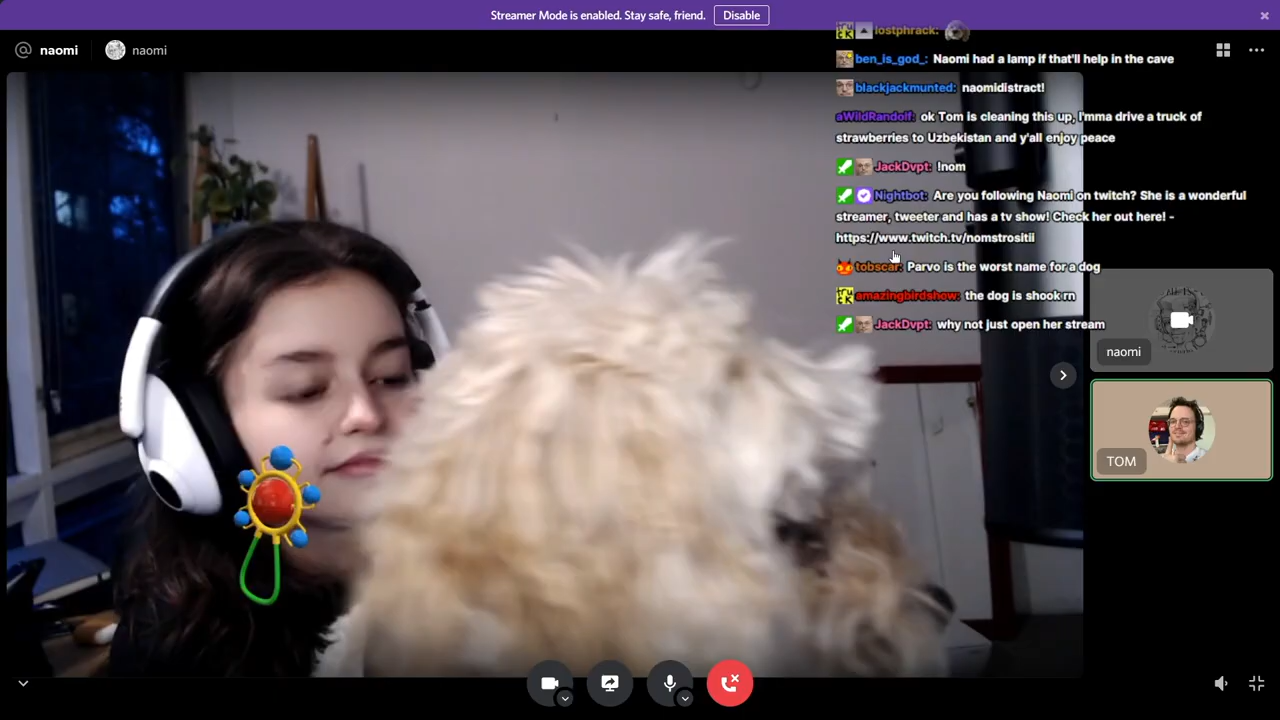 Streamer Mode is enabled. Stay safe, friend. Disable
naomi naomi
lostphrack:
ben_is_god_: Naomi had a lamp if that'll help in the cave
blackjackmunted: naomidistract!
aWildRandolf: ok Tom is cleaning this up, I'mma drive a truck of
strawberries to Uzbekistan and y'all enjoy peace
JackDvpt: !nom
Nightbot: Are you following Naomi on twitch? She is a wonderful
streamer, tweeter and has a tv show! Check her out here! -
https://www.twitch.tv/nomstrositii
tobscar: Parvo is the worst name for a dog
amazingbirdshow: the dog is shook rn
JackDvpt: why not just open her stream
naomi
TOM